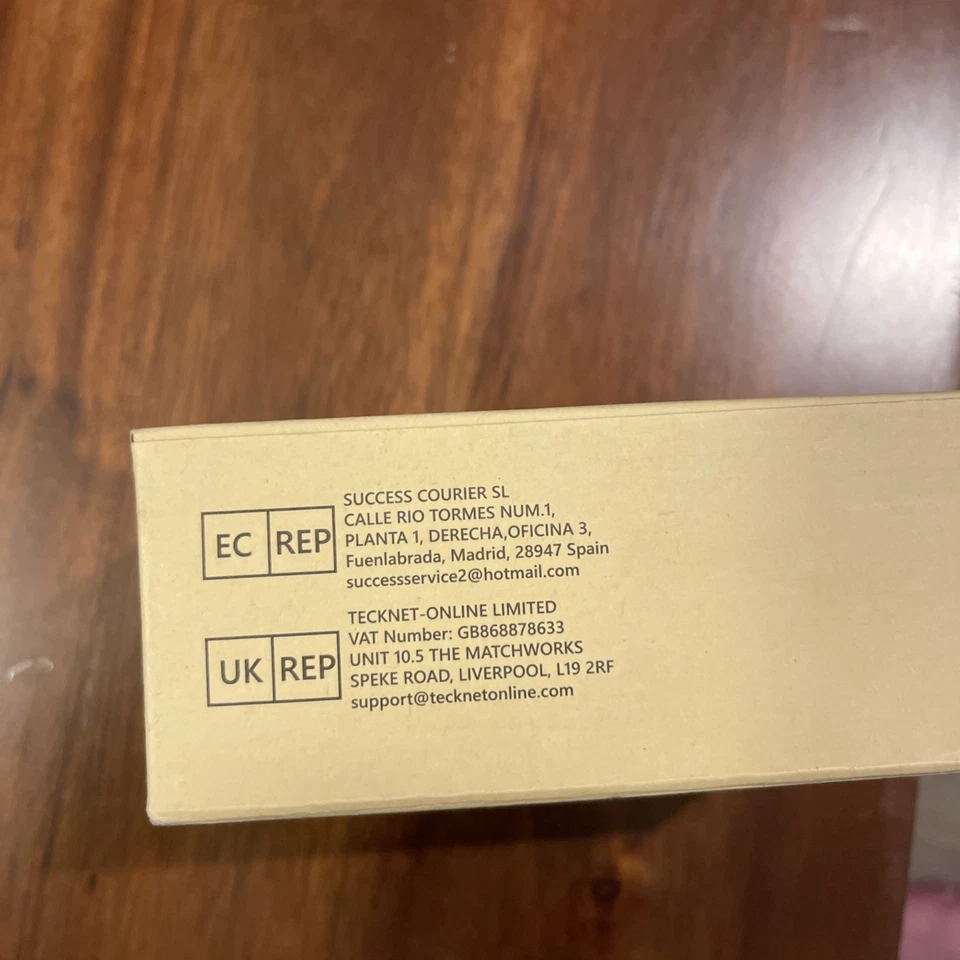 EC REP
SUCCESS COURIER SL
CALLE RIO TORMES NUM.1,
PLANTA 1, DERECHA,OFICINA 3,
Fuenlabrada, Madrid, 28947 Spain
successservice2@hotmail.com
UK REP
TECKNET-ONLINE LIMITED
VAT Number: GB868878633
UNIT 10.5 THE MATCHWORKS
SPEKE ROAD, LIVERPOOL, L19 2RF
support@tecknetonline.com